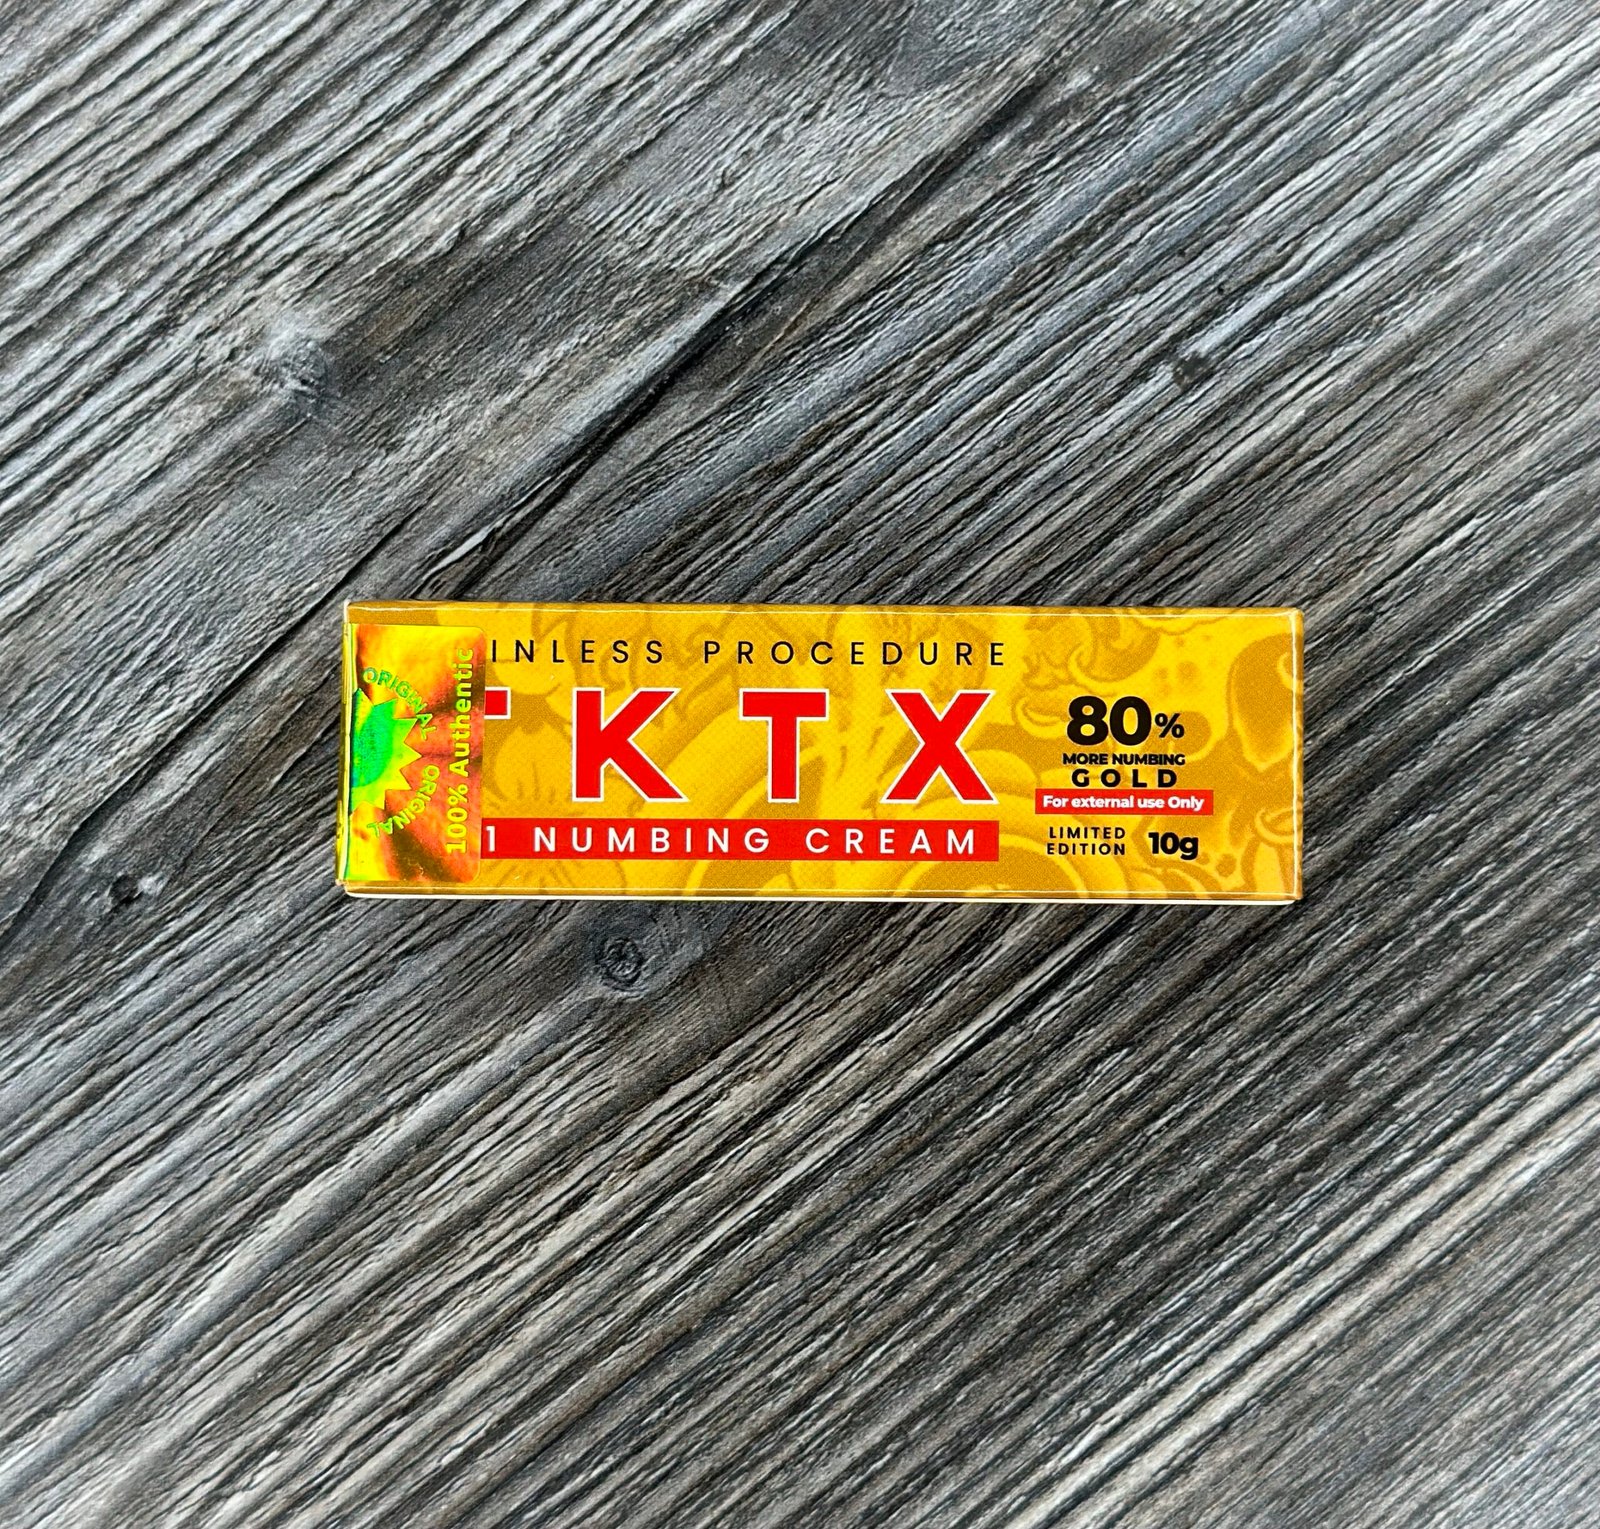 INLESS PROCEDURE
TKTX
1 NUMBING CREAM
80%
MORE NUMBING
GOLD
For external use Only
LIMITED
EDITION
10g
ORIGINAL
ORIGINAL
100% Authentic